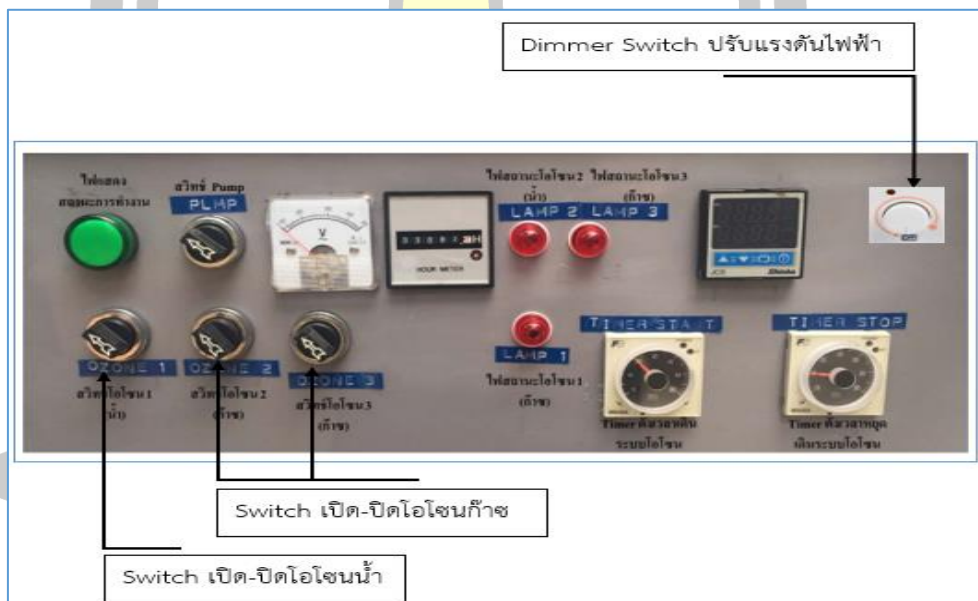 Dimmer Switch ปรับแรงดันไฟฟ้า
ไฟแสดง
สถานะการทำงาน
สวิทช์ Pump
PUMP
V
HOUR METER
ไฟสถานะโอโซน 2
(น้ำ)
LAMP 2
ไฟสถานะโอโซน 3
(ก๊าซ)
LAMP 3
OFF
JCS
Shinko
OZONE 1
สวิทช์โอโซน 1
(น้ำ)
OZONE 2
สวิทช์โอโซน 2
(ก๊าซ)
OZONE 3
สวิทช์โอโซน 3
(ก๊าซ)
LAMP 1
ไฟสถานะโอโซน 1
(ก๊าซ)
TIMER START
Timer ตั้งเวลาเดิน
ระบบโอโซน
TIMER STOP
Timer ตั้งเวลาหยุด
เดินระบบโอโซน
Switch เปิด-ปิดโอโซนก๊าซ
Switch เปิด-ปิดโอโซนน้ำ